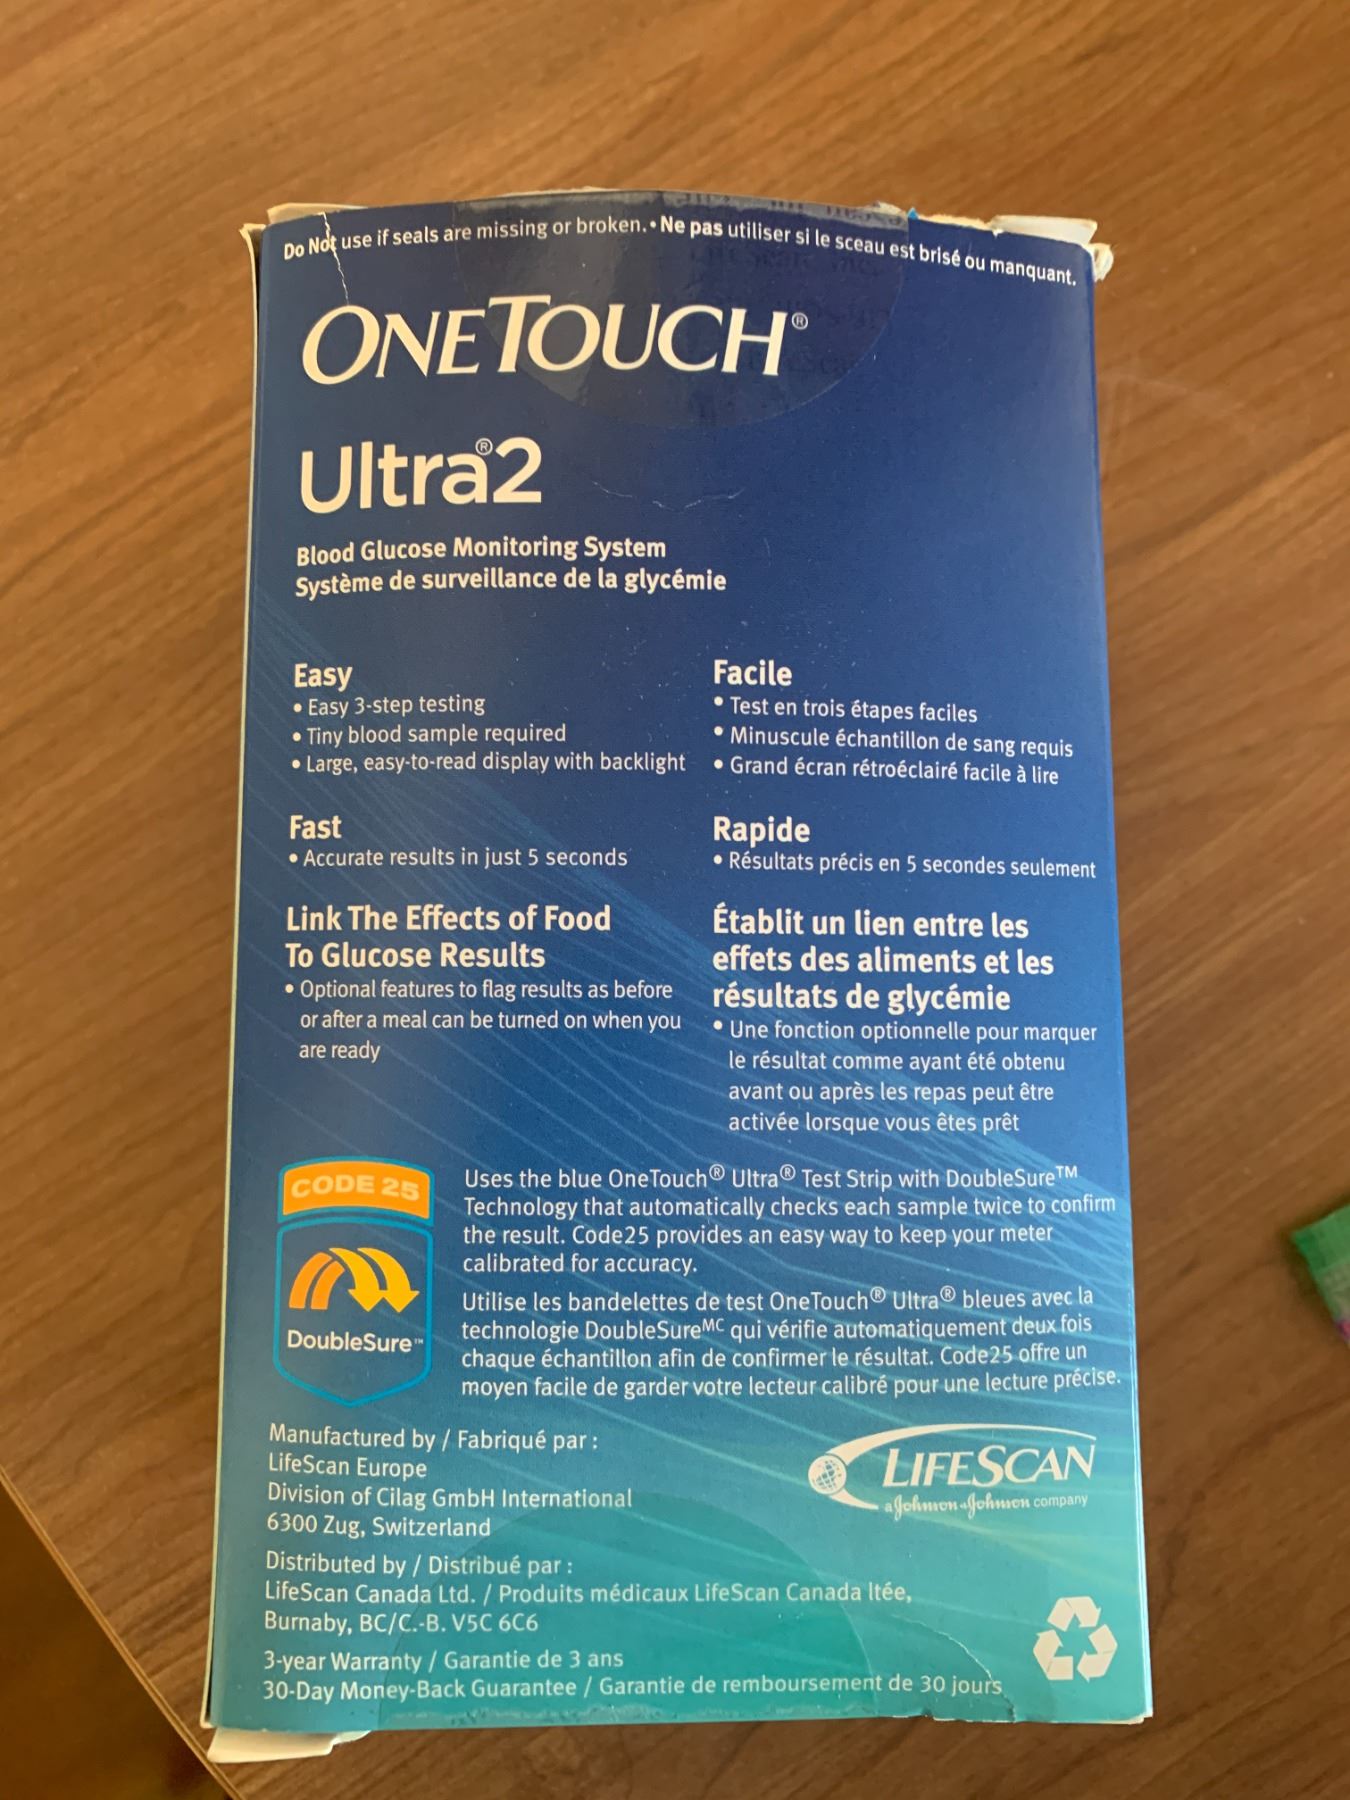 Do Not use if seals are missing or broken. • Ne pas utiliser si le sceau est brisé ou manquant.
ONETOUCH®
Ultra®2
Blood Glucose Monitoring System
Système de surveillance de la glycémie
Easy
• Easy 3-step testing
• Tiny blood sample required
• Large, easy-to-read display with backlight
Fast
• Accurate results in just 5 seconds
Link The Effects of Food
To Glucose Results
• Optional features to flag results as before
or after a meal can be turned on when you
are ready
Facile
• Test en trois étapes faciles
• Minuscule échantillon de sang requis
• Grand écran rétroéclairé facile à lire
Rapide
• Résultats précis en 5 secondes seulement
Établit un lien entre les
effets des aliments et les
résultats de glycémie
• Une fonction optionnelle pour marquer
le résultat comme ayant été obtenu
avant ou après les repas peut être
activée lorsque vous êtes prêt
CODE 25
DoubleSure™
Uses the blue OneTouch® Ultra® Test Strip with DoubleSure™
Technology that automatically checks each sample twice to confirm
the result. Code25 provides an easy way to keep your meter
calibrated for accuracy.
Utilise les bandelettes de test OneTouch® Ultra® bleues avec la
technologie DoubleSureMC qui vérifie automatiquement deux fois
chaque échantillon afin de confirmer le résultat. Code25 offre un
moyen facile de garder votre lecteur calibré pour une lecture précise.
Manufactured by / Fabriqué par :
LifeScan Europe
Division of Cilag GmbH International
6300 Zug, Switzerland
LIFESCAN
a Johnson & Johnson company
Distributed by / Distribué par :
LifeScan Canada Ltd. / Produits médicaux LifeScan Canada ltée,
Burnaby, BC/C.-B. V5C 6C6
3-year Warranty / Garantie de 3 ans
30-Day Money-Back Guarantee / Garantie de remboursement de 30 jours